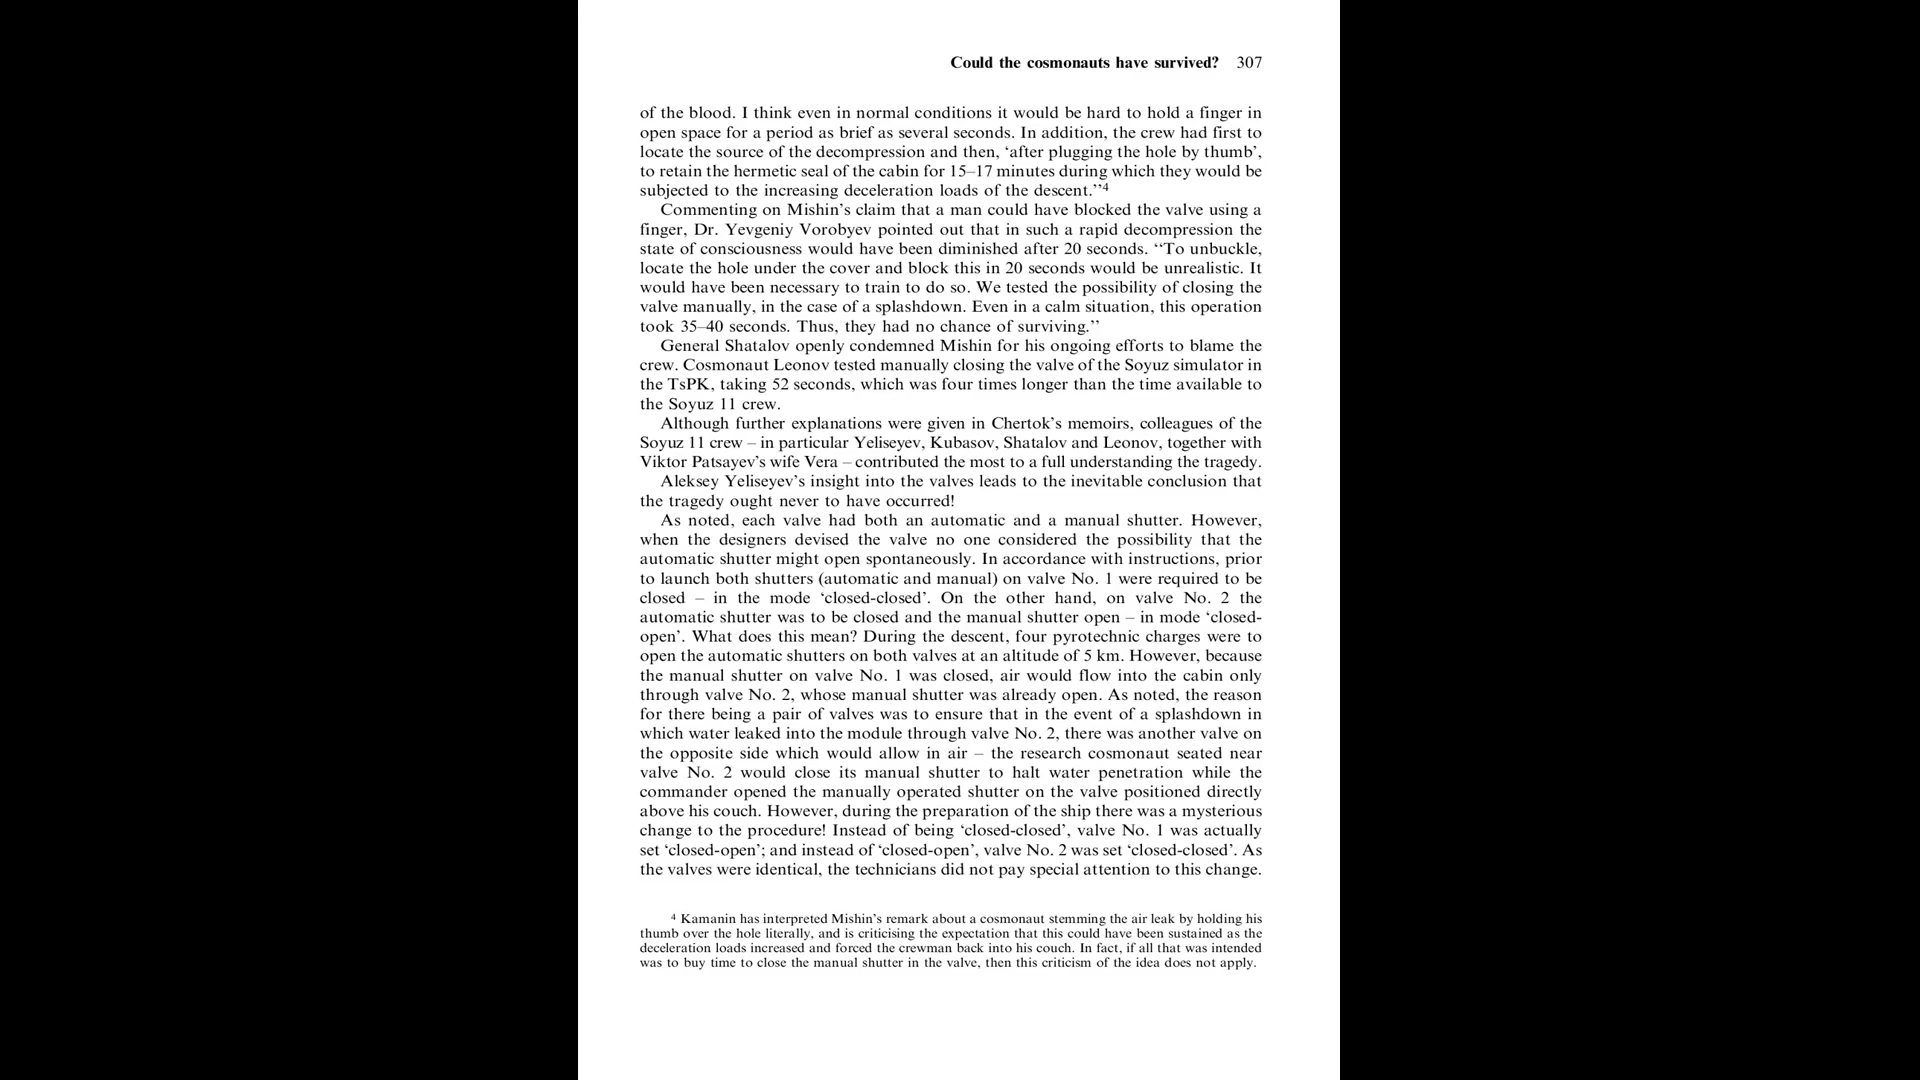 Could the cosmonauts have survived? 307
of the blood. I think even in normal conditions it would be hard to hold a finger in
open space for a period as brief as several seconds. In addition, the crew had first to
locate the source of the decompression and then, ‘after plugging the hole by thumb’,
to retain the hermetic seal of the cabin for 15–17 minutes during which they would be
subjected to the increasing deceleration loads of the descent.’’⁴
Commenting on Mishin’s claim that a man could have blocked the valve using a
finger, Dr. Yevgeniy Vorobyev pointed out that in such a rapid decompression the
state of consciousness would have been diminished after 20 seconds. ‘‘To unbuckle,
locate the hole under the cover and block this in 20 seconds would be unrealistic. It
would have been necessary to train to do so. We tested the possibility of closing the
valve manually, in the case of a splashdown. Even in a calm situation, this operation
took 35–40 seconds. Thus, they had no chance of surviving.’’
General Shatalov openly condemned Mishin for his ongoing efforts to blame the
crew. Cosmonaut Leonov tested manually closing the valve of the Soyuz simulator in
the TsPK, taking 52 seconds, which was four times longer than the time available to
the Soyuz 11 crew.
Although further explanations were given in Chertok’s memoirs, colleagues of the
Soyuz 11 crew – in particular Yeliseyev, Kubasov, Shatalov and Leonov, together with
Viktor Patsayev’s wife Vera – contributed the most to a full understanding the tragedy.
Aleksey Yeliseyev’s insight into the valves leads to the inevitable conclusion that
the tragedy ought never to have occurred!
As noted, each valve had both an automatic and a manual shutter. However,
when the designers devised the valve no one considered the possibility that the
automatic shutter might open spontaneously. In accordance with instructions, prior
to launch both shutters (automatic and manual) on valve No. 1 were required to be
closed – in the mode ‘closed-closed’. On the other hand, on valve No. 2 the
automatic shutter was to be closed and the manual shutter open – in mode ‘closed-
open’. What does this mean? During the descent, four pyrotechnic charges were to
open the automatic shutters on both valves at an altitude of 5 km. However, because
the manual shutter on valve No. 1 was closed, air would flow into the cabin only
through valve No. 2, whose manual shutter was already open. As noted, the reason
for there being a pair of valves was to ensure that in the event of a splashdown in
which water leaked into the module through valve No. 2, there was another valve on
the opposite side which would allow in air – the research cosmonaut seated near
valve No. 2 would close its manual shutter to halt water penetration while the
commander opened the manually operated shutter on the valve positioned directly
above his couch. However, during the preparation of the ship there was a mysterious
change to the procedure! Instead of being ‘closed-closed’, valve No. 1 was actually
set ‘closed-open’; and instead of ‘closed-open’, valve No. 2 was set ‘closed-closed’. As
the valves were identical, the technicians did not pay special attention to this change.
⁴ Kamanin has interpreted Mishin’s remark about a cosmonaut stemming the air leak by holding his
thumb over the hole literally, and is criticising the expectation that this could have been sustained as the
deceleration loads increased and forced the crewman back into his couch. In fact, if all that was intended
was to buy time to close the manual shutter in the valve, then this criticism of the idea does not apply.